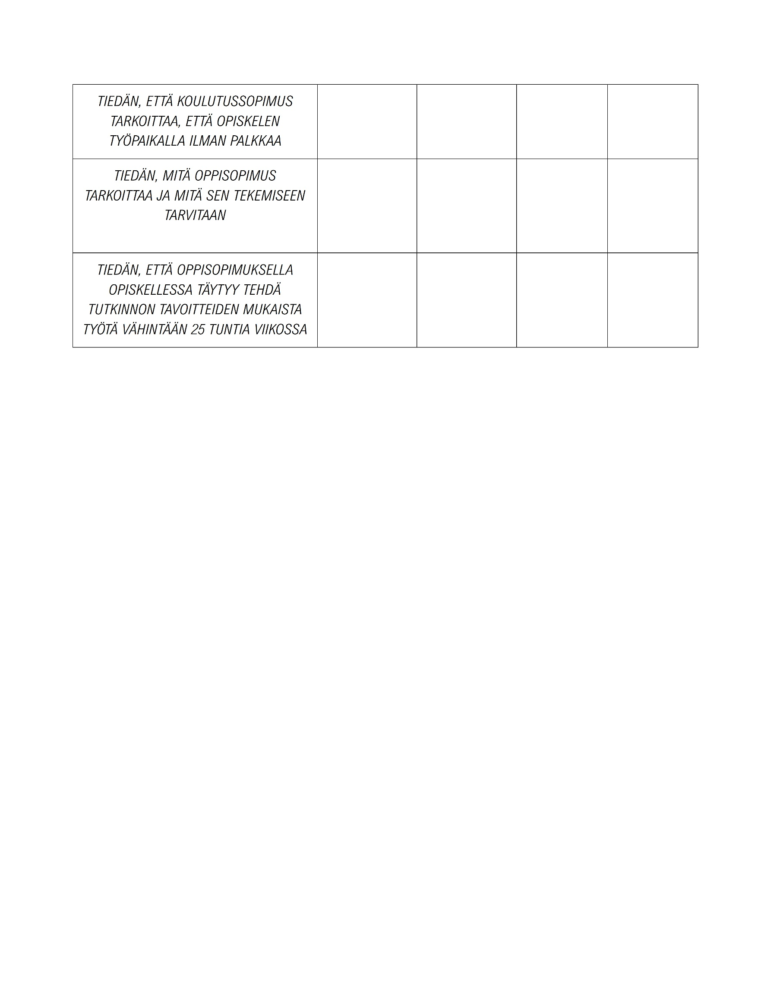 TIEDÄN, ETTÄ KOULUTUSSOPIMUS
TARKOITTAA, ETTÄ OPISKELEN
TYÖPAIKALLA ILMAN PALKKAA
TIEDÄN, MITÄ OPPISOPIMUS
TARKOITTAA JA MITÄ SEN TEKEMISEEN
TARVITAAN
TIEDÄN, ETTÄ OPPISOPIMUKSELLA
OPISKELLESSA TÄYTYY TEHDÄ
TUTKINNON TAVOITTEIDEN MUKAISTA
TYÖTÄ VÄHINTÄÄN 25 TUNTIA VIIKOSSA